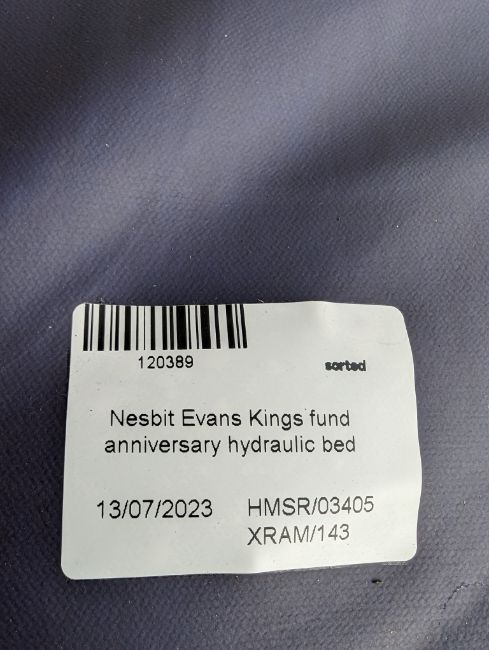 120389
sorted
Nesbit Evans Kings fund
anniversary hydraulic bed
13/07/2023
HMSR/03405
XRAM/143